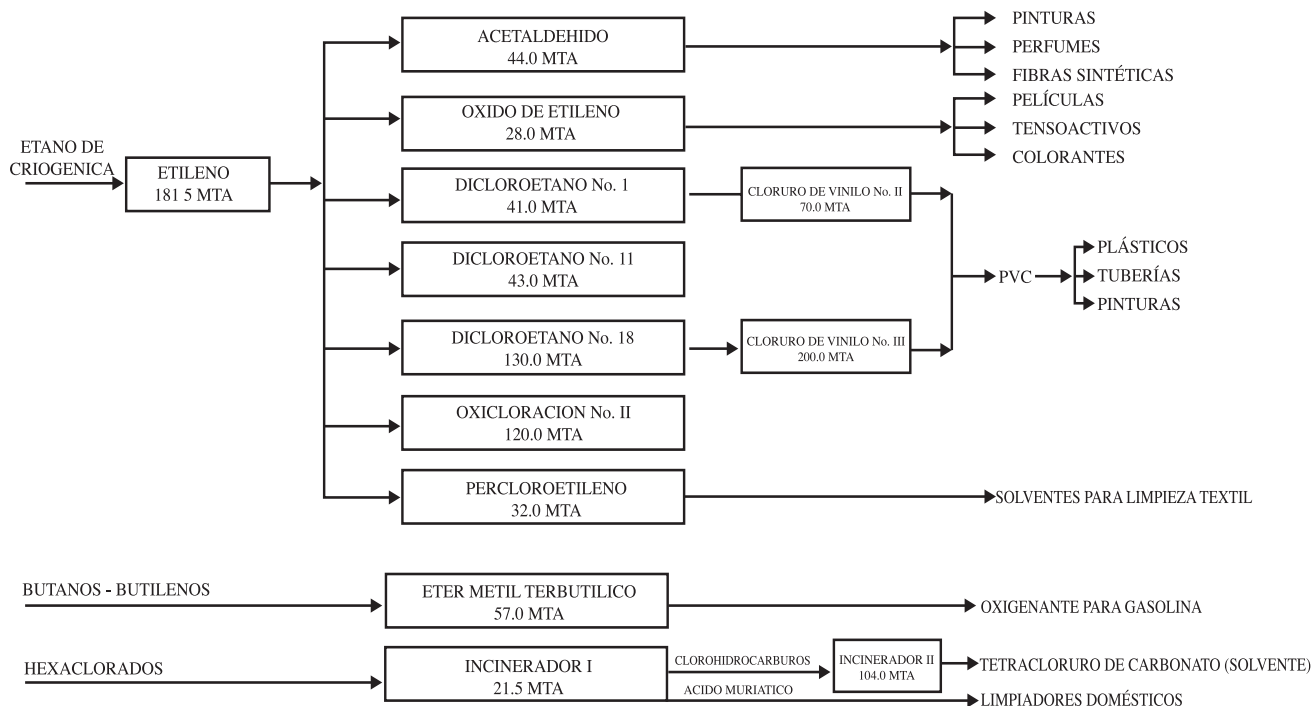 ACETALDEHIDO
44.0 MTA
PINTURAS
PERFUMES
FIBRAS SINTÉTICAS
OXIDO DE ETILENO
28.0 MTA
PELÍCULAS
TENSOACTIVOS
COLORANTES
ETANO DE
CRIOGENICA
ETILENO
181 5 MTA
DICLOROETANO No. 1
41.0 MTA
CLORURO DE VINILO No. II
70.0 MTA
DICLOROETANO No. 11
43.0 MTA
PVC
PLÁSTICOS
TUBERÍAS
PINTURAS
DICLOROETANO No. 18
130.0 MTA
CLORURO DE VINILO No. III
200.0 MTA
OXICLORACION No. II
120.0 MTA
PERCLOROETILENO
32.0 MTA
SOLVENTES PARA LIMPIEZA TEXTIL
BUTANOS - BUTILENOS
ETER METIL TERBUTILICO
57.0 MTA
OXIGENANTE PARA GASOLINA
HEXACLORADOS
INCINERADOR I
21.5 MTA
CLOROHIDROCARBUROS
ACIDO MURIATICO
INCINERADOR II
104.0 MTA
TETRACLORURO DE CARBONATO (SOLVENTE)
LIMPIADORES DOMÉSTICOS